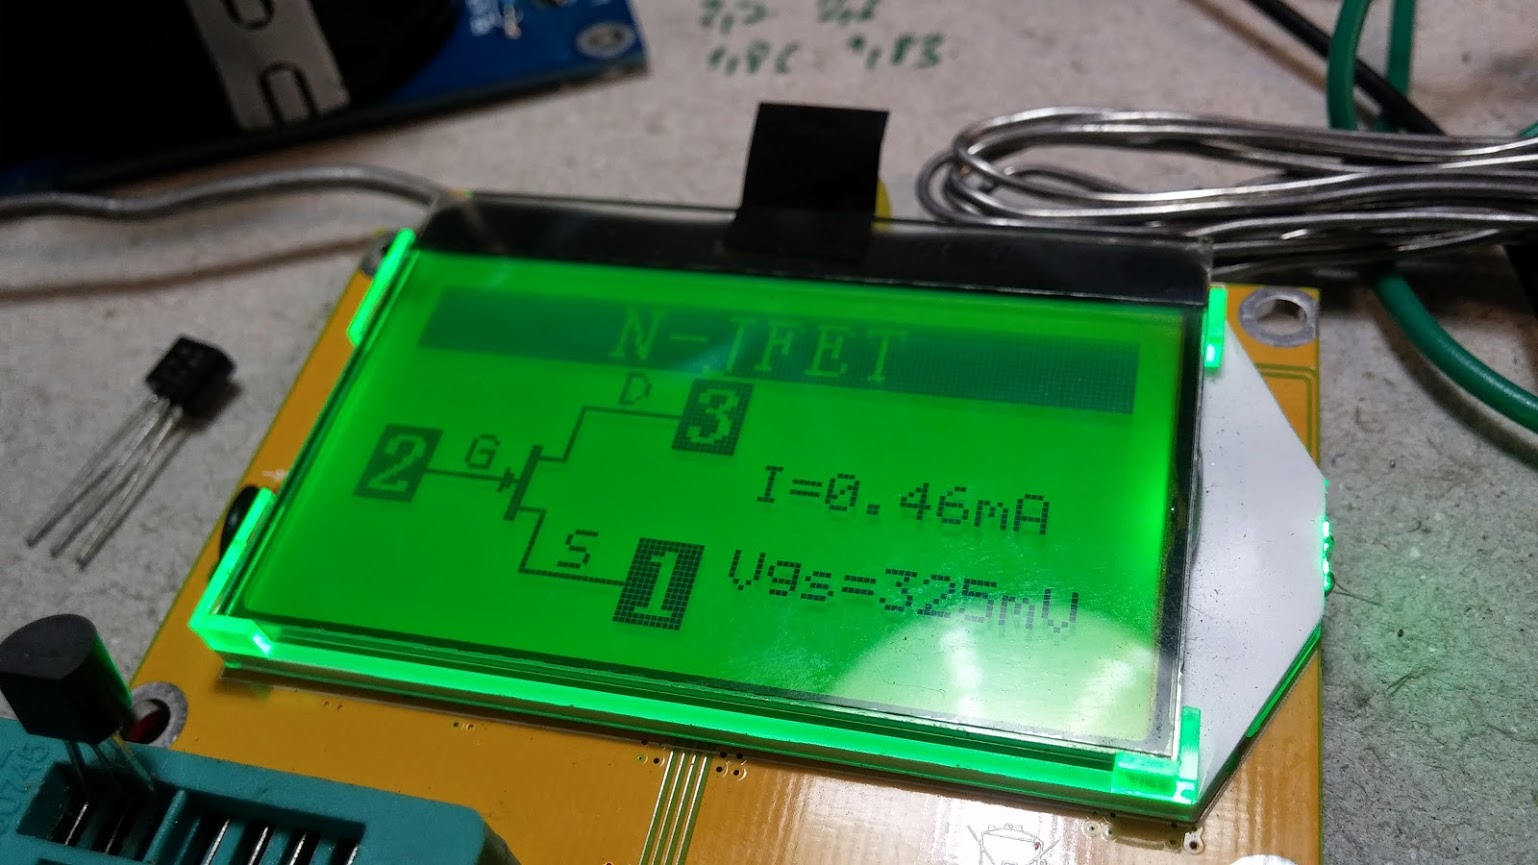 N-JFET
D
3
2
G
I=0.46mA
S
1
Vgs=325mV